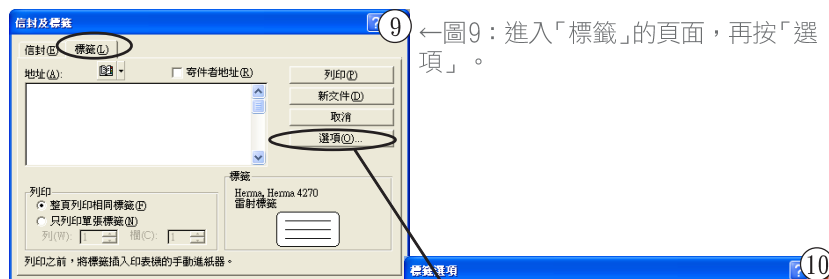 信封及標籤
?
9
←圖9：進入「標籤」的頁面，再按「選
項」。
信封(E) 標籤(L)
地址(A): 寄件者地址(R)
列印(P)
新文件(D)
取消
選項(O)...
列印
整頁列印相同標籤(F)
只列印單張標籤(N)
列(W): 1 欄(C): 1
標籤
Herma, Herma 4270
雷射標籤
列印之前，將標籤插入印表機的手動進紙器。
標籤選項
?
10